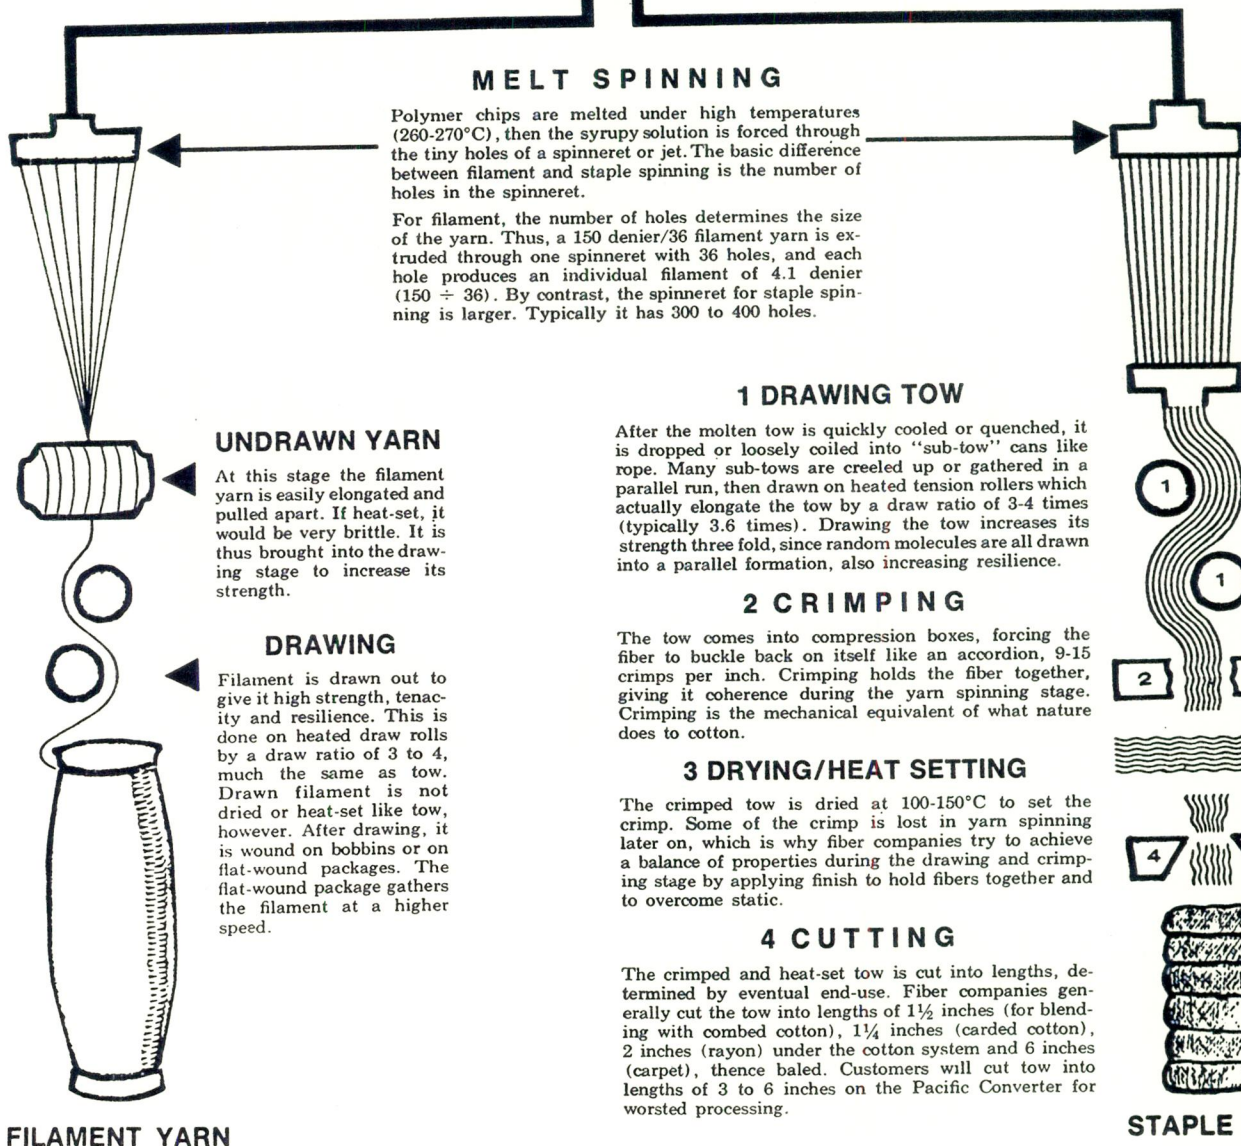 MELT SPINNING
Polymer chips are melted under high temperatures
(260-270°C), then the syrupy solution is forced through
the tiny holes of a spinneret or jet. The basic difference
between filament and staple spinning is the number of
holes in the spinneret.
For filament, the number of holes determines the size
of the yarn. Thus, a 150 denier/36 filament yarn is ex-
truded through one spinneret with 36 holes, and each
hole produces an individual filament of 4.1 denier
(150 ÷ 36). By contrast, the spinneret for staple spin-
ning is larger. Typically it has 300 to 400 holes.
UNDRAWN YARN
At this stage the filament
yarn is easily elongated and
pulled apart. If heat-set, it
would be very brittle. It is
thus brought into the draw-
ing stage to increase its
strength.
DRAWING
Filament is drawn out to
give it high strength, tenac-
ity and resilience. This is
done on heated draw rolls
by a draw ratio of 3 to 4,
much the same as tow.
Drawn filament is not
dried or heat-set like tow,
however. After drawing, it
is wound on bobbins or on
flat-wound packages. The
flat-wound package gathers
the filament at a higher
speed.
FILAMENT YARN
1 DRAWING TOW
After the molten tow is quickly cooled or quenched, it
is dropped or loosely coiled into "sub-tow" cans like
rope. Many sub-tows are creeled up or gathered in a
parallel run, then drawn on heated tension rollers which
actually elongate the tow by a draw ratio of 3-4 times
(typically 3.6 times). Drawing the tow increases its
strength three fold, since random molecules are all drawn
into a parallel formation, also increasing resilience.
2 CRIMPING
The tow comes into compression boxes, forcing the
fiber to buckle back on itself like an accordion, 9-15
crimps per inch. Crimping holds the fiber together,
giving it coherence during the yarn spinning stage.
Crimping is the mechanical equivalent of what nature
does to cotton.
3 DRYING/HEAT SETTING
The crimped tow is dried at 100-150°C to set the
crimp. Some of the crimp is lost in yarn spinning
later on, which is why fiber companies try to achieve
a balance of properties during the drawing and crimp-
ing stage by applying finish to hold fibers together and
to overcome static.
4 CUTTING
The crimped and heat-set tow is cut into lengths, de-
termined by eventual end-use. Fiber companies gen-
erally cut the tow into lengths of 1½ inches (for blend-
ing with combed cotton), 1¼ inches (carded cotton),
2 inches (rayon) under the cotton system and 6 inches
(carpet), thence baled. Customers will cut tow into
lengths of 3 to 6 inches on the Pacific Converter for
worsted processing.
1
1
2
4
STAPLE